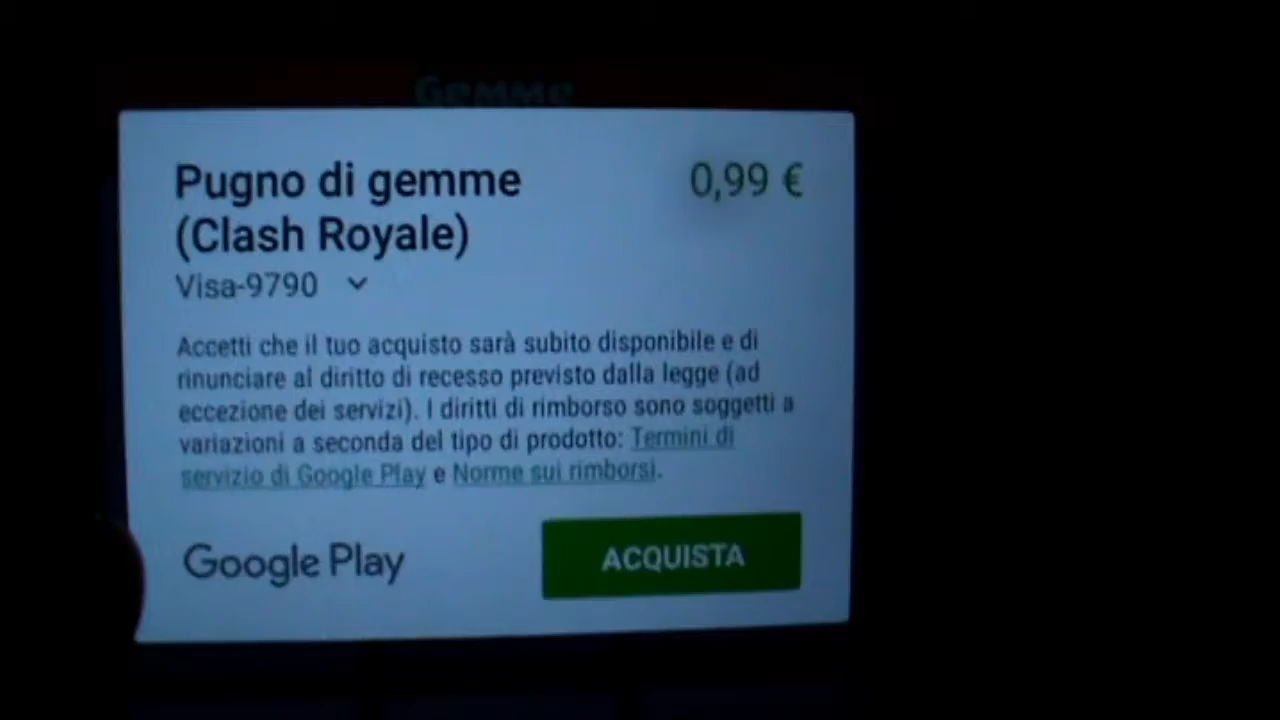 Gemme
Pugno di gemme
0,99 €
(Clash Royale)
Visa-9790
Accetti che il tuo acquisto sarà subito disponibile e di
rinunciare al diritto di recesso previsto dalla legge (ad
eccezione dei servizi). I diritti di rimborso sono soggetti a
variazioni a seconda del tipo di prodotto: Termini di
servizio di Google Play e Norme sui rimborsi.
Google Play
ACQUISTA